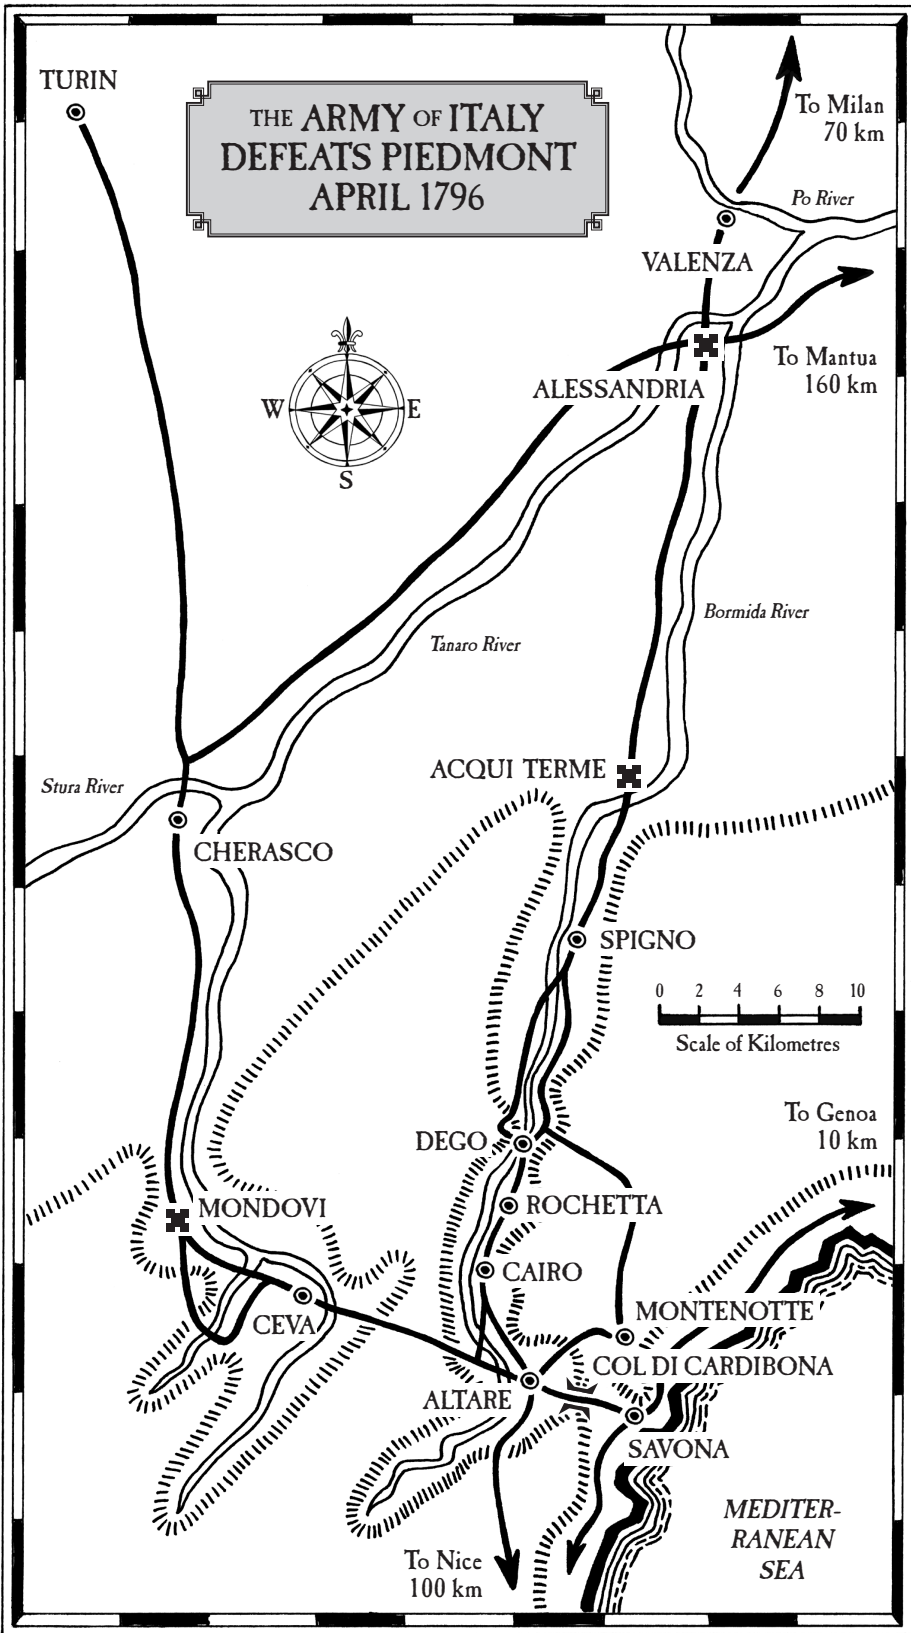 TURIN
THE ARMY OF ITALY
DEFEATS PIEDMONT
APRIL 1796
To Milan
70 km
Po River
VALENZA
To Mantua
160 km
ALESSANDRIA
W
E
S
Bormida River
Tanaro River
ACQUI TERME
Stura River
CHERASCO
SPIGNO
0 2 4 6 8 10
Scale of Kilometres
To Genoa
10 km
DEGO
MONDOVI
ROCHETTA
CAIRO
MONTENOTTE
CEVA
COL DI CARDIBONA
ALTARE
SAVONA
MEDITER-
RANEAN
SEA
To Nice
100 km